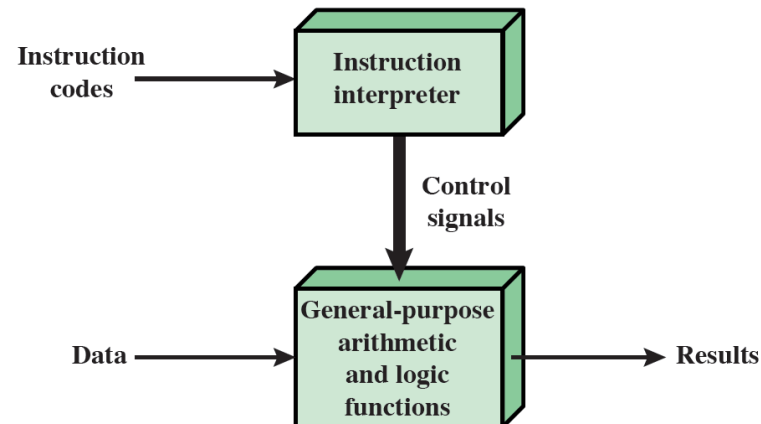 Instruction
codes
Instruction
interpreter
Control
signals
Data
General-purpose
arithmetic
and logic
functions
Results